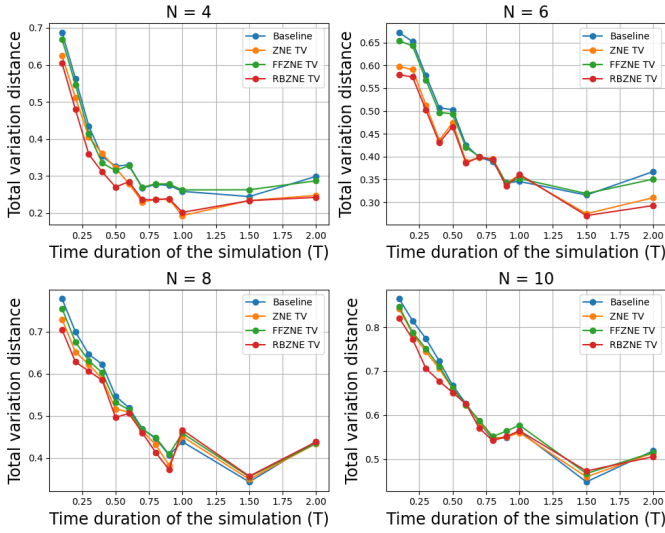 N = 4
Total variation distance
0.7
0.6
0.5
0.4
0.3
0.2
Baseline
ZNE TV
FFZNE TV
RBZNE TV
0.25 0.50 0.75 1.00 1.25 1.50 1.75 2.00
Time duration of the simulation (T)
N = 6
Total variation distance
0.65
0.60
0.55
0.50
0.45
0.40
0.35
0.30
Baseline
ZNE TV
FFZNE TV
RBZNE TV
0.25 0.50 0.75 1.00 1.25 1.50 1.75 2.00
Time duration of the simulation (T)
N = 8
Total variation distance
0.7
0.6
0.5
0.4
Baseline
ZNE TV
FFZNE TV
RBZNE TV
0.25 0.50 0.75 1.00 1.25 1.50 1.75 2.00
Time duration of the simulation (T)
N = 10
Total variation distance
0.8
0.7
0.6
0.5
Baseline
ZNE TV
FFZNE TV
RBZNE TV
0.25 0.50 0.75 1.00 1.25 1.50 1.75 2.00
Time duration of the simulation (T)